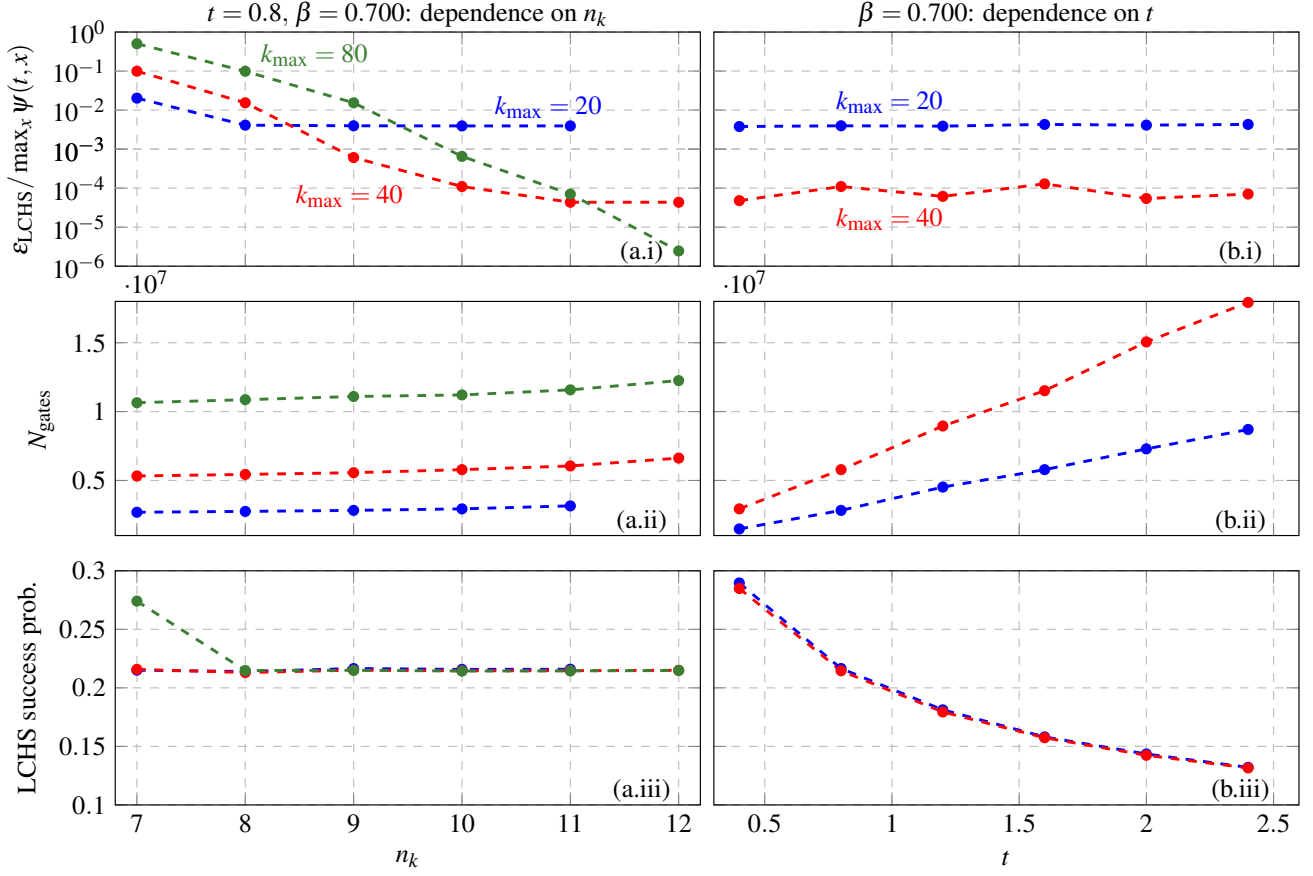 t = 0.8, β = 0.700: dependence on n_k
β = 0.700: dependence on t
ε_LCHS / max_x ψ(t, x)
10^0
10^−1
10^−2
10^−3
10^−4
10^−5
10^−6
k_max = 80
k_max = 20
k_max = 40
(a.i)
k_max = 20
k_max = 40
(b.i)
·10^7
·10^7
N_gates
1.5
1
0.5
(a.ii)
(b.ii)
LCHS success prob.
0.3
0.25
0.2
0.15
0.1
(a.iii)
(b.iii)
7 8 9 10 11 12
0.5 1 1.5 2 2.5
n_k
t